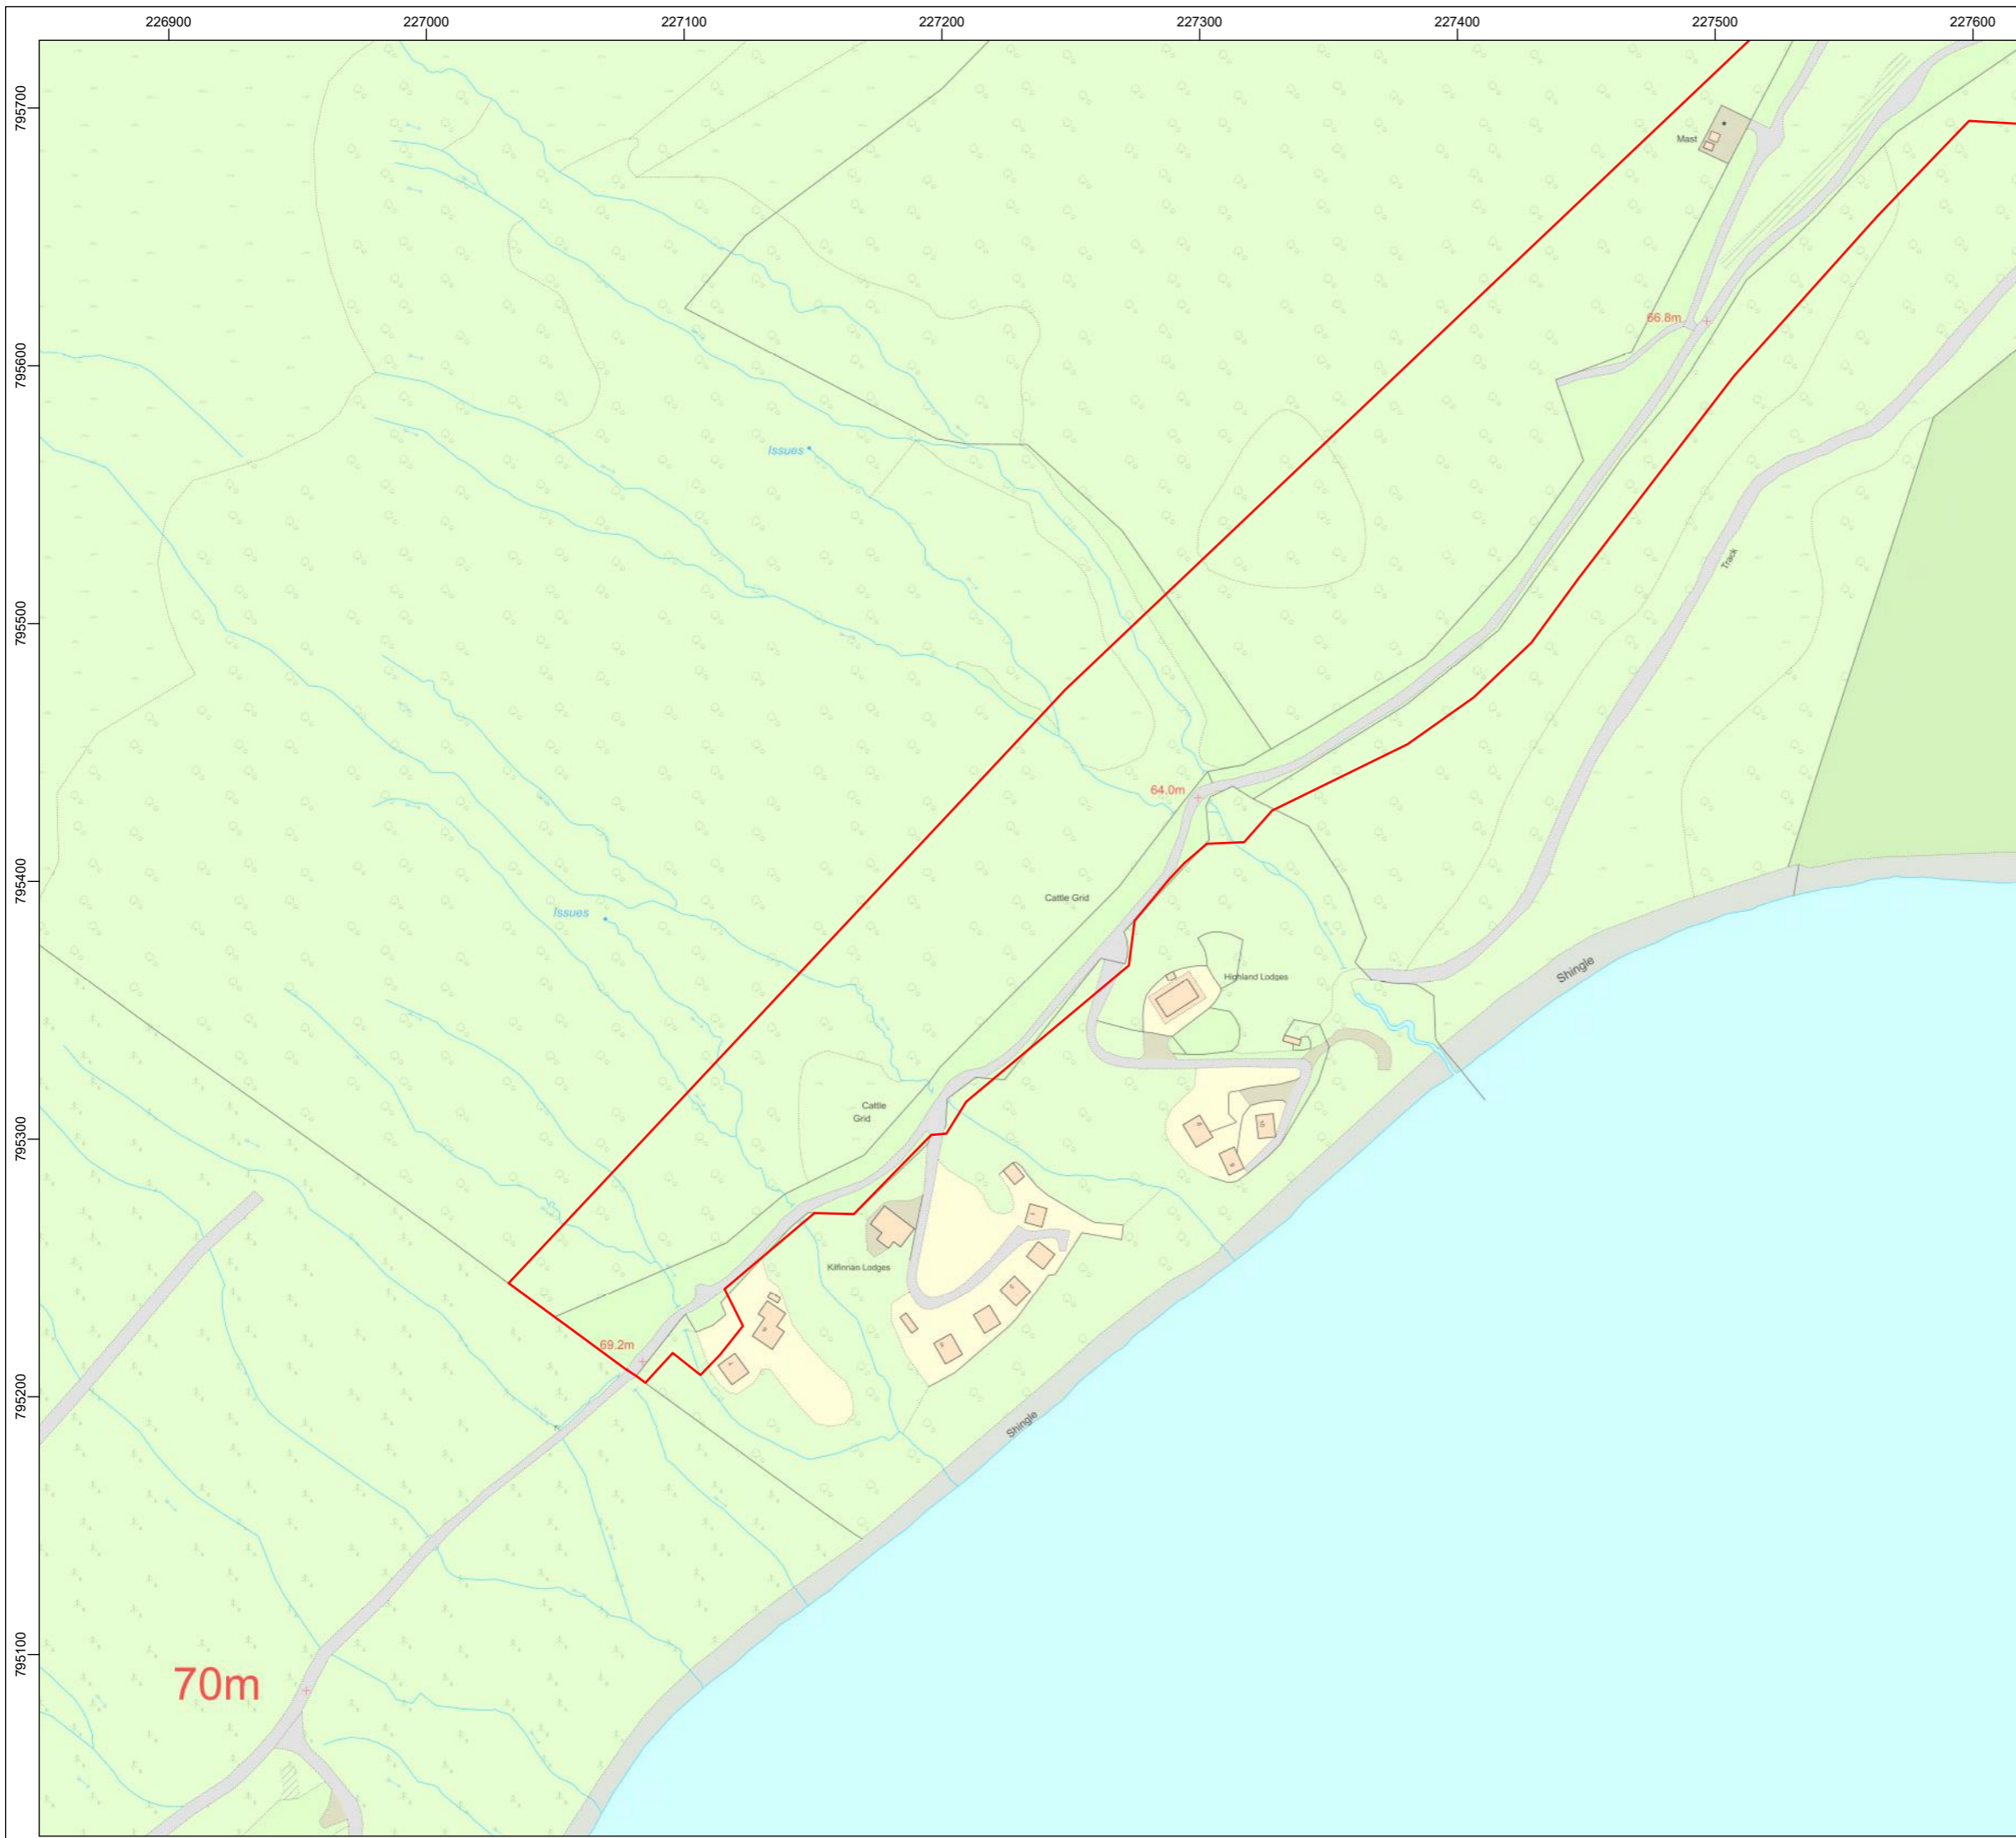 226900 227000 227100 227200 227300 227400 227500 227600
795700
795600
795500
795400
795300
795200
795100
Mast
66.8m
Issues
Track
64.0m
Cattle Grid
Issues
Shingle
Highland Lodges
Cattle
Grid
Kilfinnan Lodges
69.2m
Shingle
70m